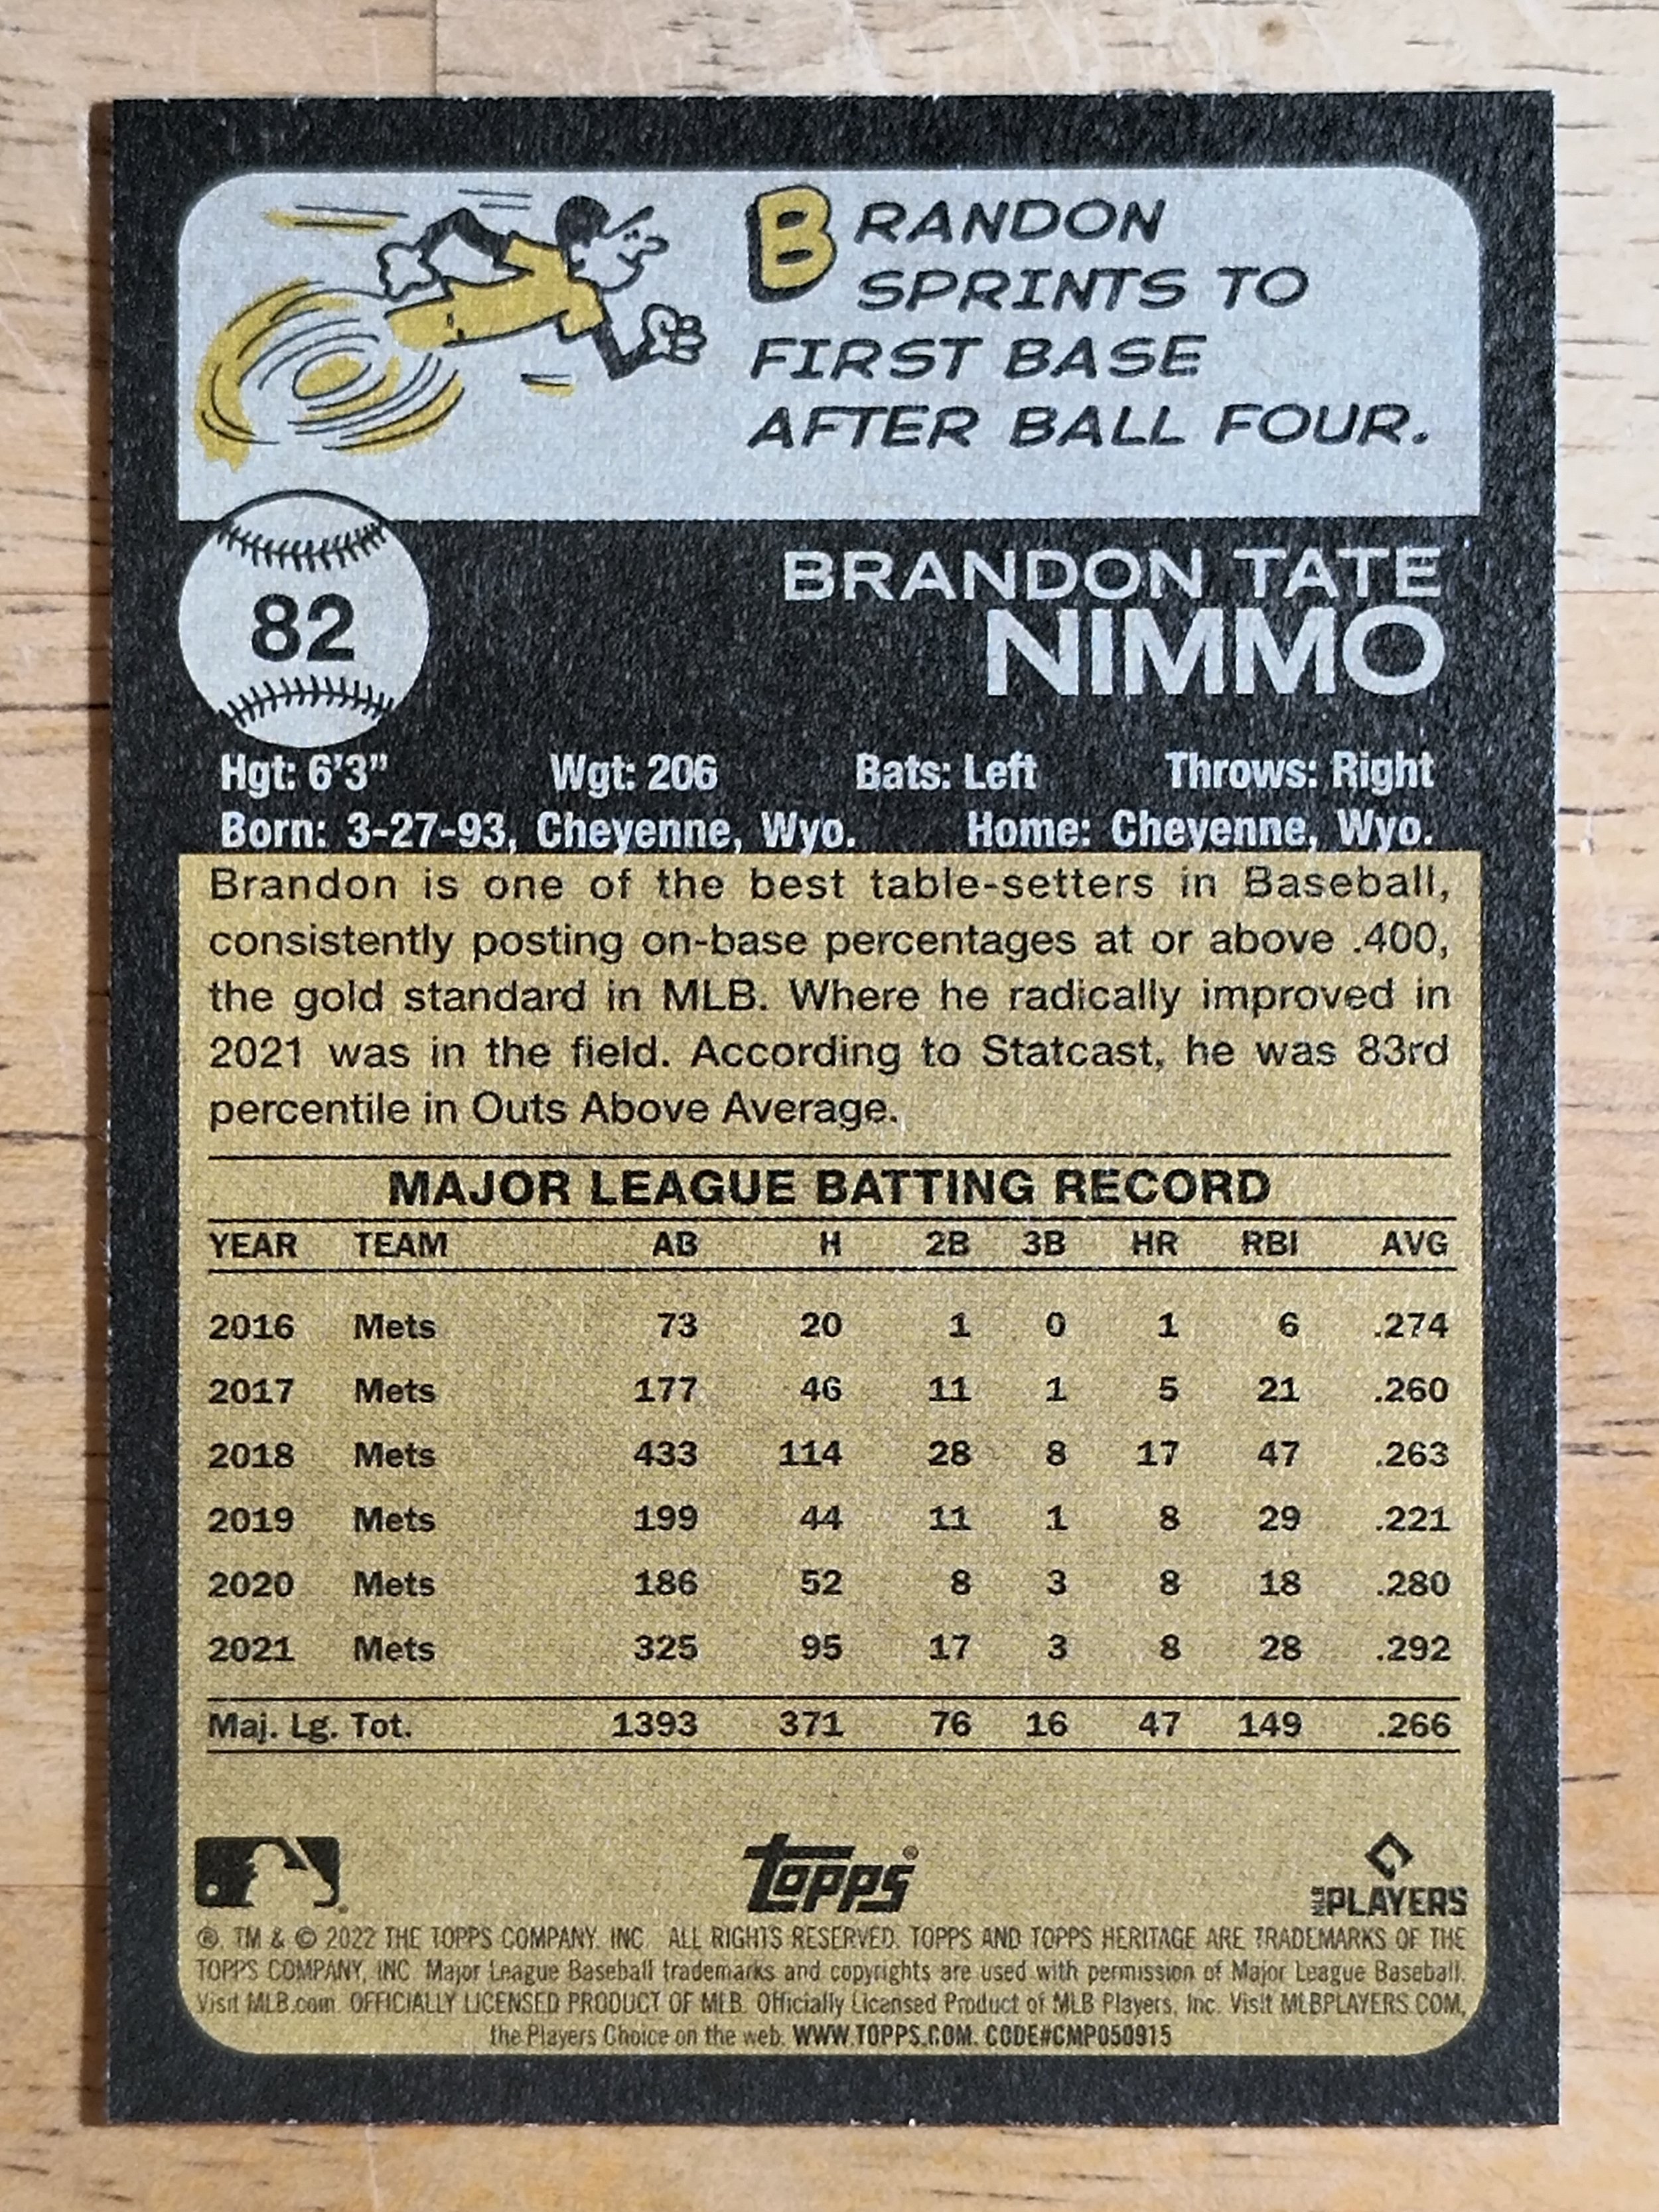 BRANDON
SPRINTS TO
FIRST BASE
AFTER BALL FOUR.
82
BRANDON TATE
NIMMO
Hgt: 6'3" Wgt: 206 Bats: Left Throws: Right
Born: 3-27-93, Cheyenne, Wyo. Home: Cheyenne, Wyo.
Brandon is one of the best table-setters in Baseball,
consistently posting on-base percentages at or above .400,
the gold standard in MLB. Where he radically improved in
2021 was in the field. According to Statcast, he was 83rd
percentile in Outs Above Average.
MAJOR LEAGUE BATTING RECORD
YEAR TEAM AB H 2B 3B HR RBI AVG
2016 Mets 73 20 1 0 1 6 .274
2017 Mets 177 46 11 1 5 21 .260
2018 Mets 433 114 28 8 17 47 .263
2019 Mets 199 44 11 1 8 29 .221
2020 Mets 186 52 8 3 8 18 .280
2021 Mets 325 95 17 3 8 28 .292
Maj. Lg. Tot. 1393 371 76 16 47 149 .266
topps®
MLB PLAYERS
®, TM & © 2022 THE TOPPS COMPANY, INC. ALL RIGHTS RESERVED. TOPPS AND TOPPS HERITAGE ARE TRADEMARKS OF THE
TOPPS COMPANY, INC. Major League Baseball trademarks and copyrights are used with permission of Major League Baseball.
Visit MLB.com. OFFICIALLY LICENSED PRODUCT OF MLB. Officially Licensed Product of MLB Players, Inc. Visit MLBPLAYERS.COM,
the Players Choice on the web. WWW.TOPPS.COM. CODE#CMP050915